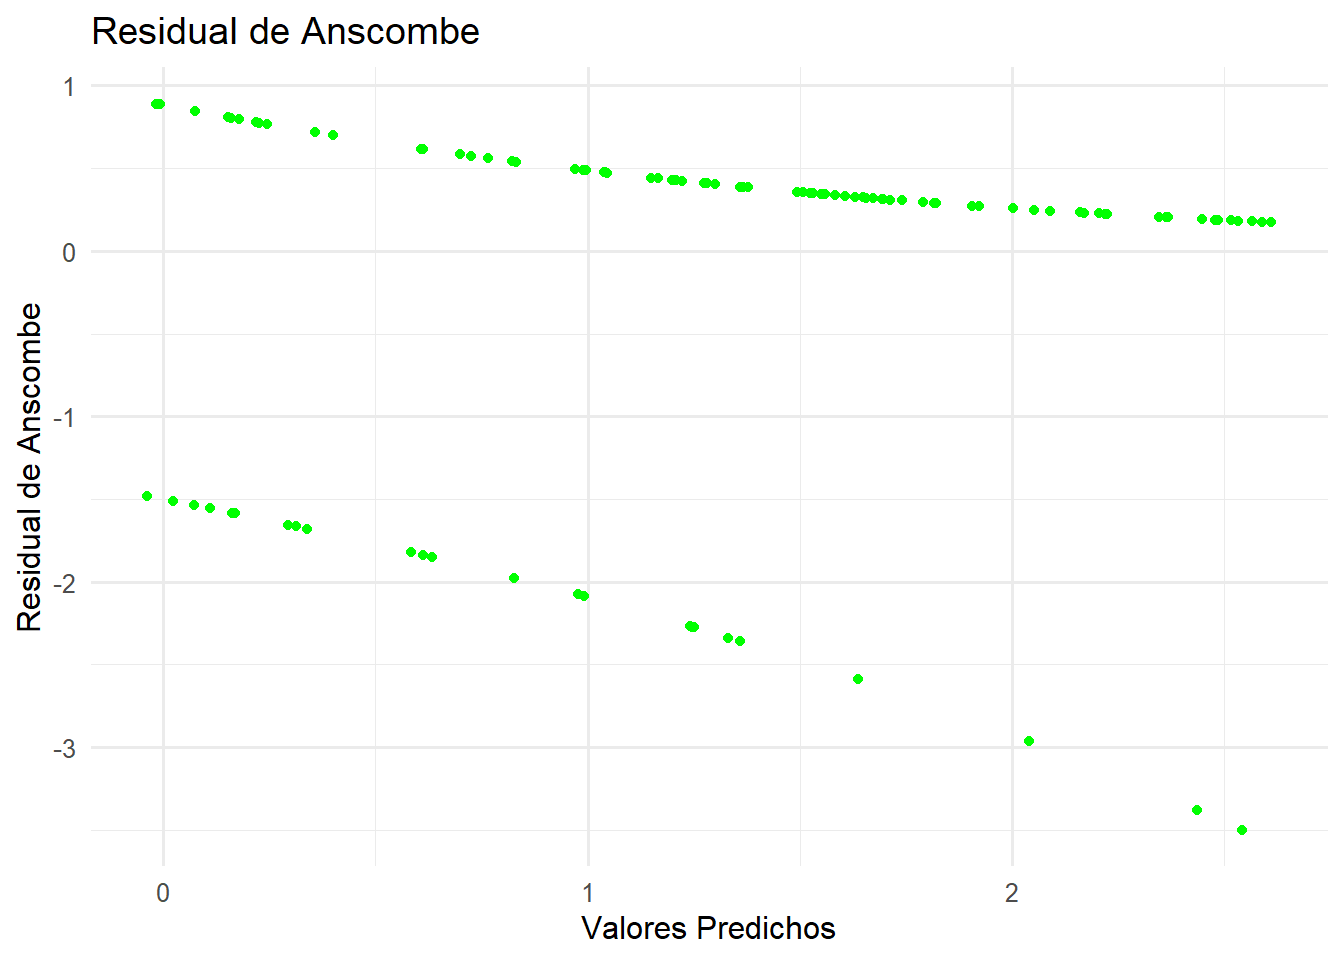 Residual de Anscombe
Residual de Anscombe
1
0
-1
-2
-3
0
1
2
Valores Predichos